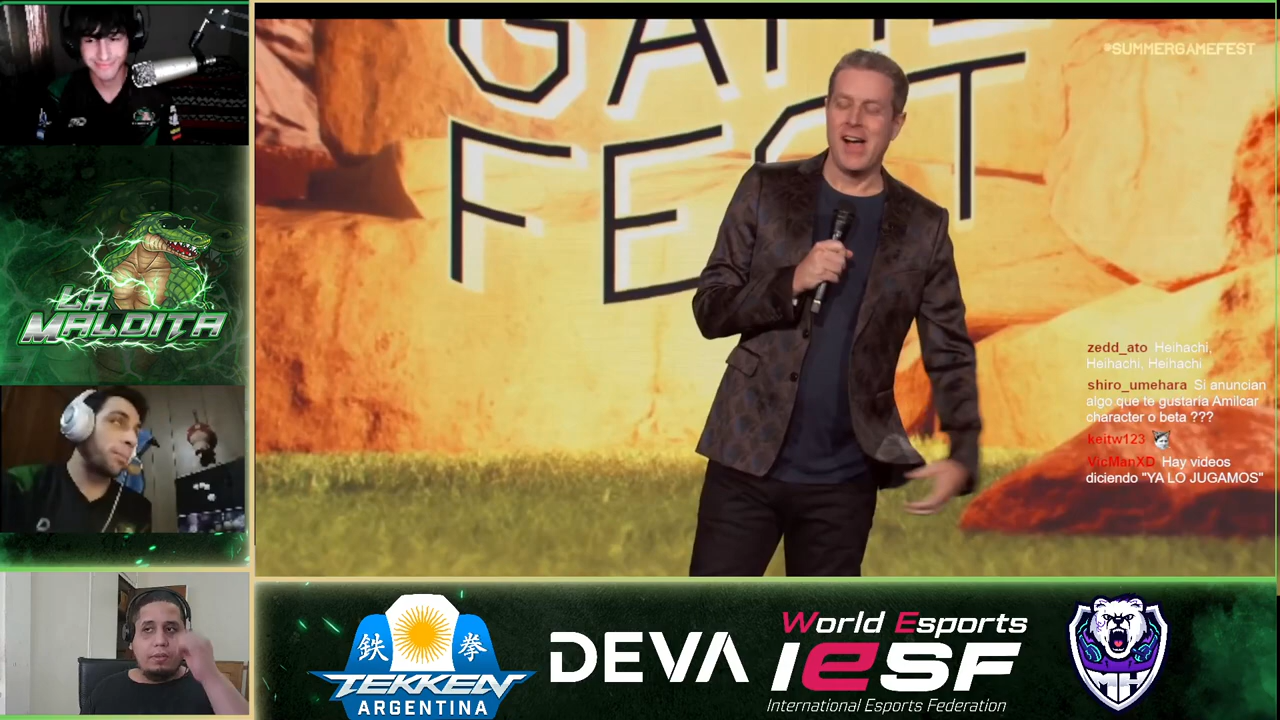 GAME
FEST
#SUMMERGAMEFEST
LA
MALDITA
zedd_ato Heihachi,
Heihachi, Heihachi
shiro_umehara Si anuncian
algo que te gustaría Amilcar
character o beta ???
keitw123
VicManXD Hay videos
diciendo "YA LO JUGAMOS"
鉄 拳
TEKKEN
ARGENTINA
DEVA
World Esports
IESF
International Esports Federation
MH